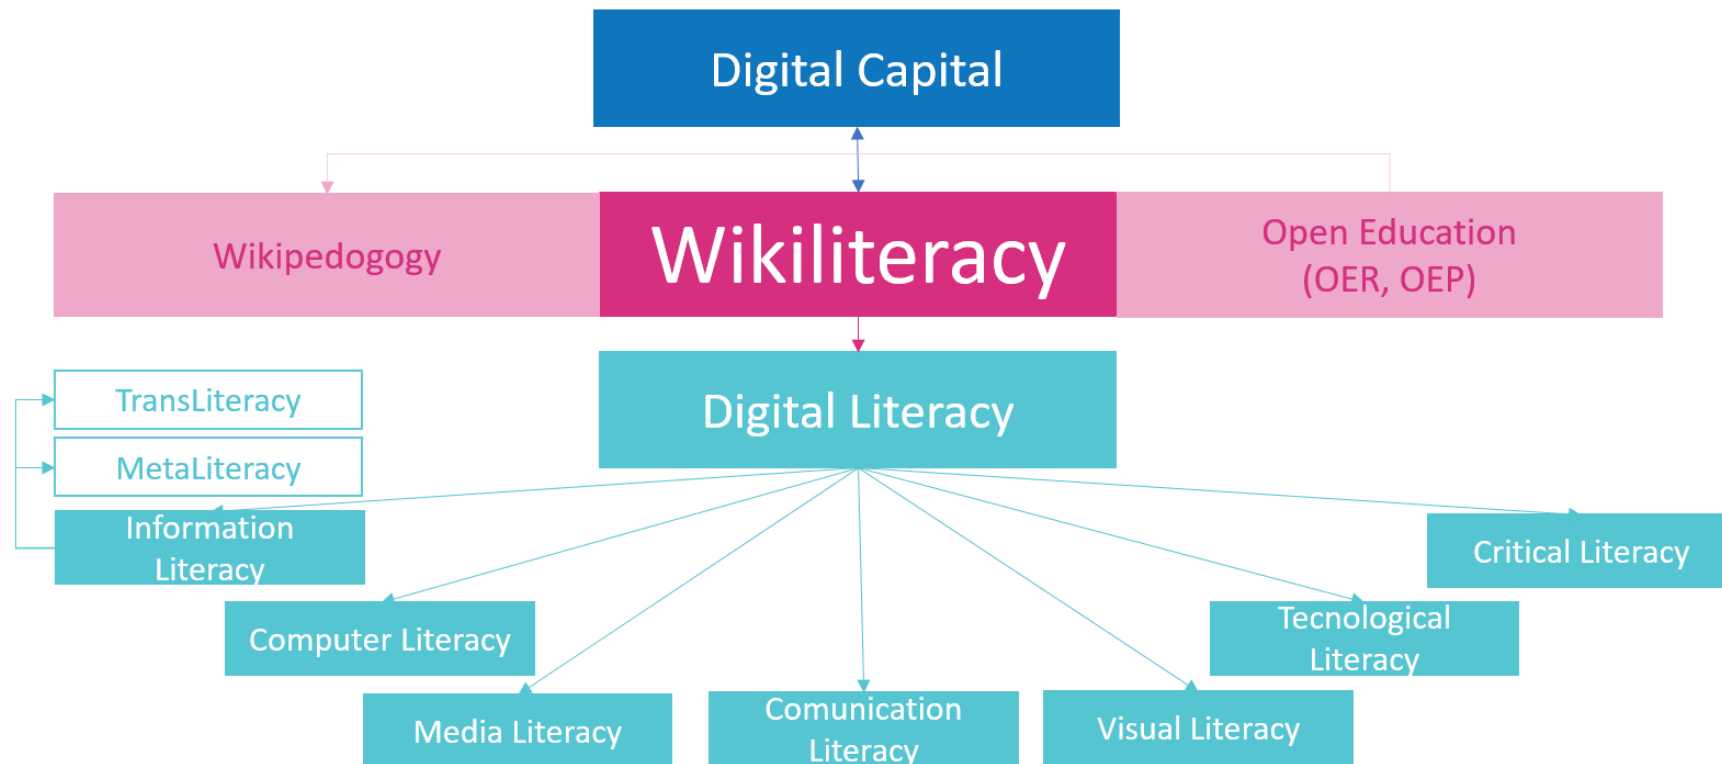 Digital Capital
Wikipedogogy
Wikiliteracy
Open Education
(OER, OEP)
TransLiteracy
MetaLiteracy
Digital Literacy
Information
Literacy
Critical Literacy
Computer Literacy
Tecnological
Literacy
Media Literacy
Comunication
Literacy
Visual Literacy